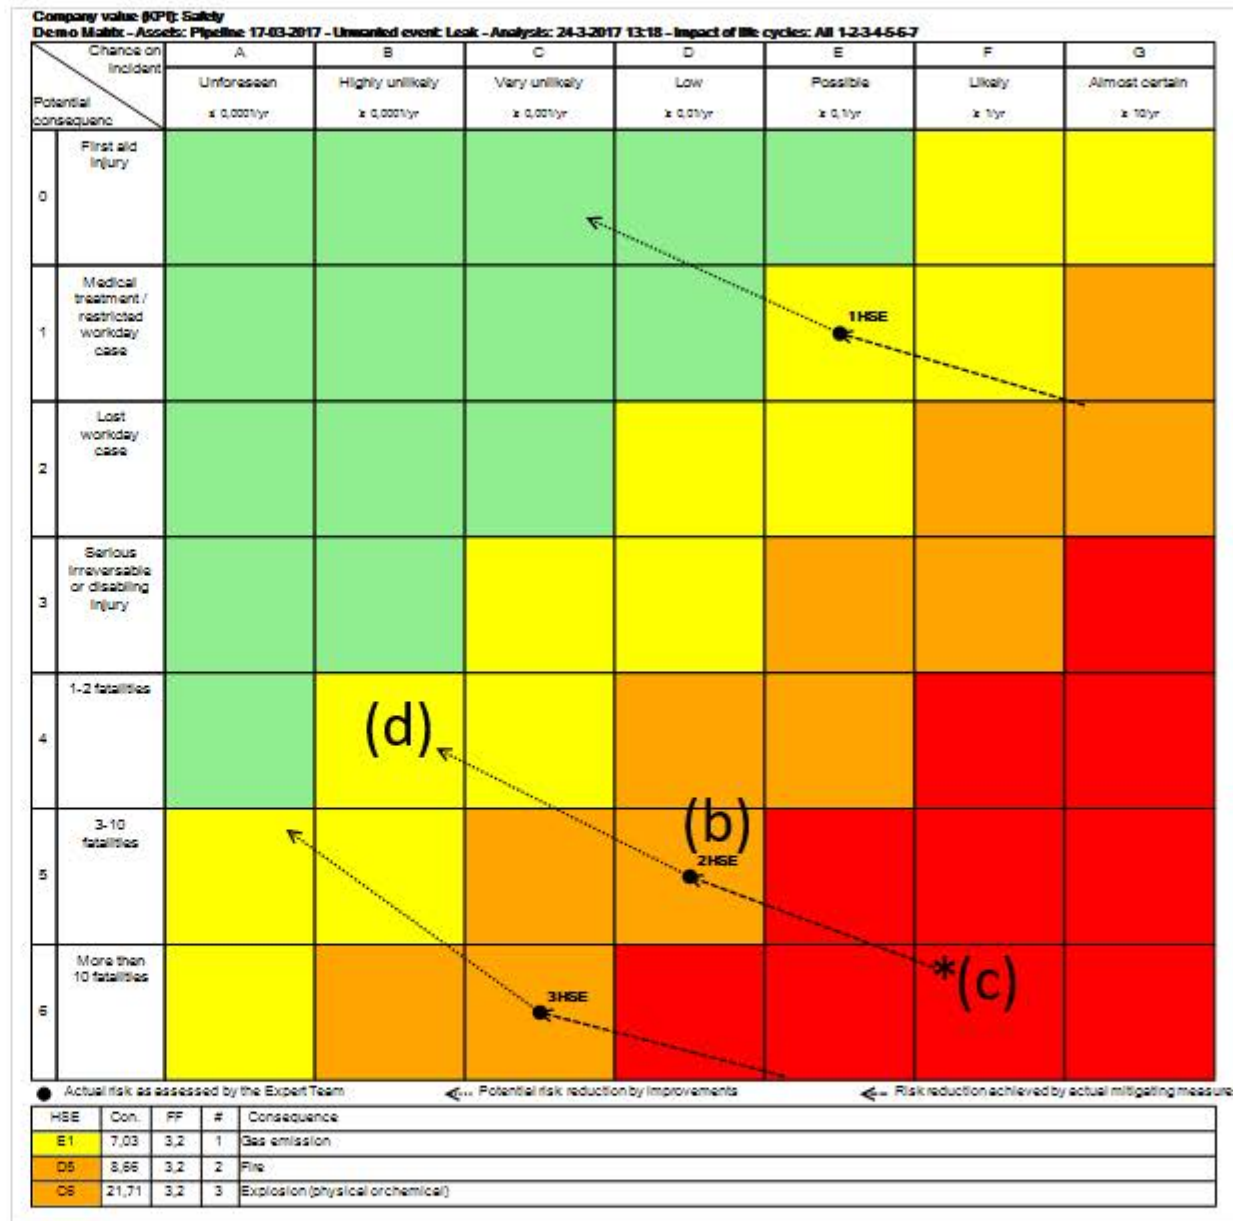 Company value (KPI): Safety
Demo Matrix - Assets: Pipeline 17-03-2017 - Unwanted event: Leak - Analysis: 24-3-2017 13:18 - Impact of life cycles: All 1-2-3-4-5-6-7
Chance on incident
Potential consequenc
A B C D E F G
Unforeseen Highly unlikely Very unlikely Low Possible Likely Almost certain
≤ 0,0001/yr ≥ 0,0001/yr ≥ 0,001/yr ≥ 0,01/yr ≥ 0,1/yr ≥ 1/yr ≥ 10/yr
0 First aid injury
1 Medical treatment / restricted workday case
1HSE
2 Lost workday case
3 Serious irreversable or disabling injury
4 1-2 fatalities
(d)
5 3-10 fatalities
(b)
2HSE
6 More then 10 fatalities
*(c)
3HSE
Actual risk as assessed by the Expert Team <... Potential risk reduction by improvements <-- Risk reduction achieved by actual mitigating measure
HSE Con. FF # Consequence
E1 7,03 3,2 1 Gas emission
D5 8,66 3,2 2 Fire
C6 21,71 3,2 3 Explosion (physical or chemical)